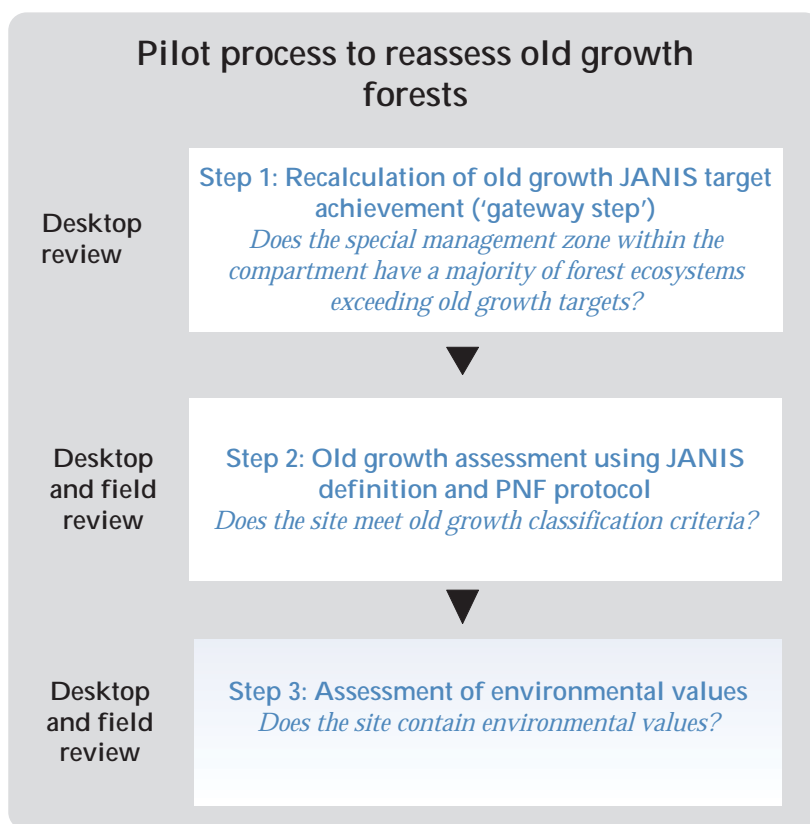 Pilot process to reassess old growth
forests
Desktop
review
Step 1: Recalculation of old growth JANIS target
achievement (‘gateway step’)
Does the special management zone within the
compartment have a majority of forest ecosystems
exceeding old growth targets?
Desktop
and field
review
Step 2: Old growth assessment using JANIS
definition and PNF protocol
Does the site meet old growth classification criteria?
Desktop
and field
review
Step 3: Assessment of environmental values
Does the site contain environmental values?